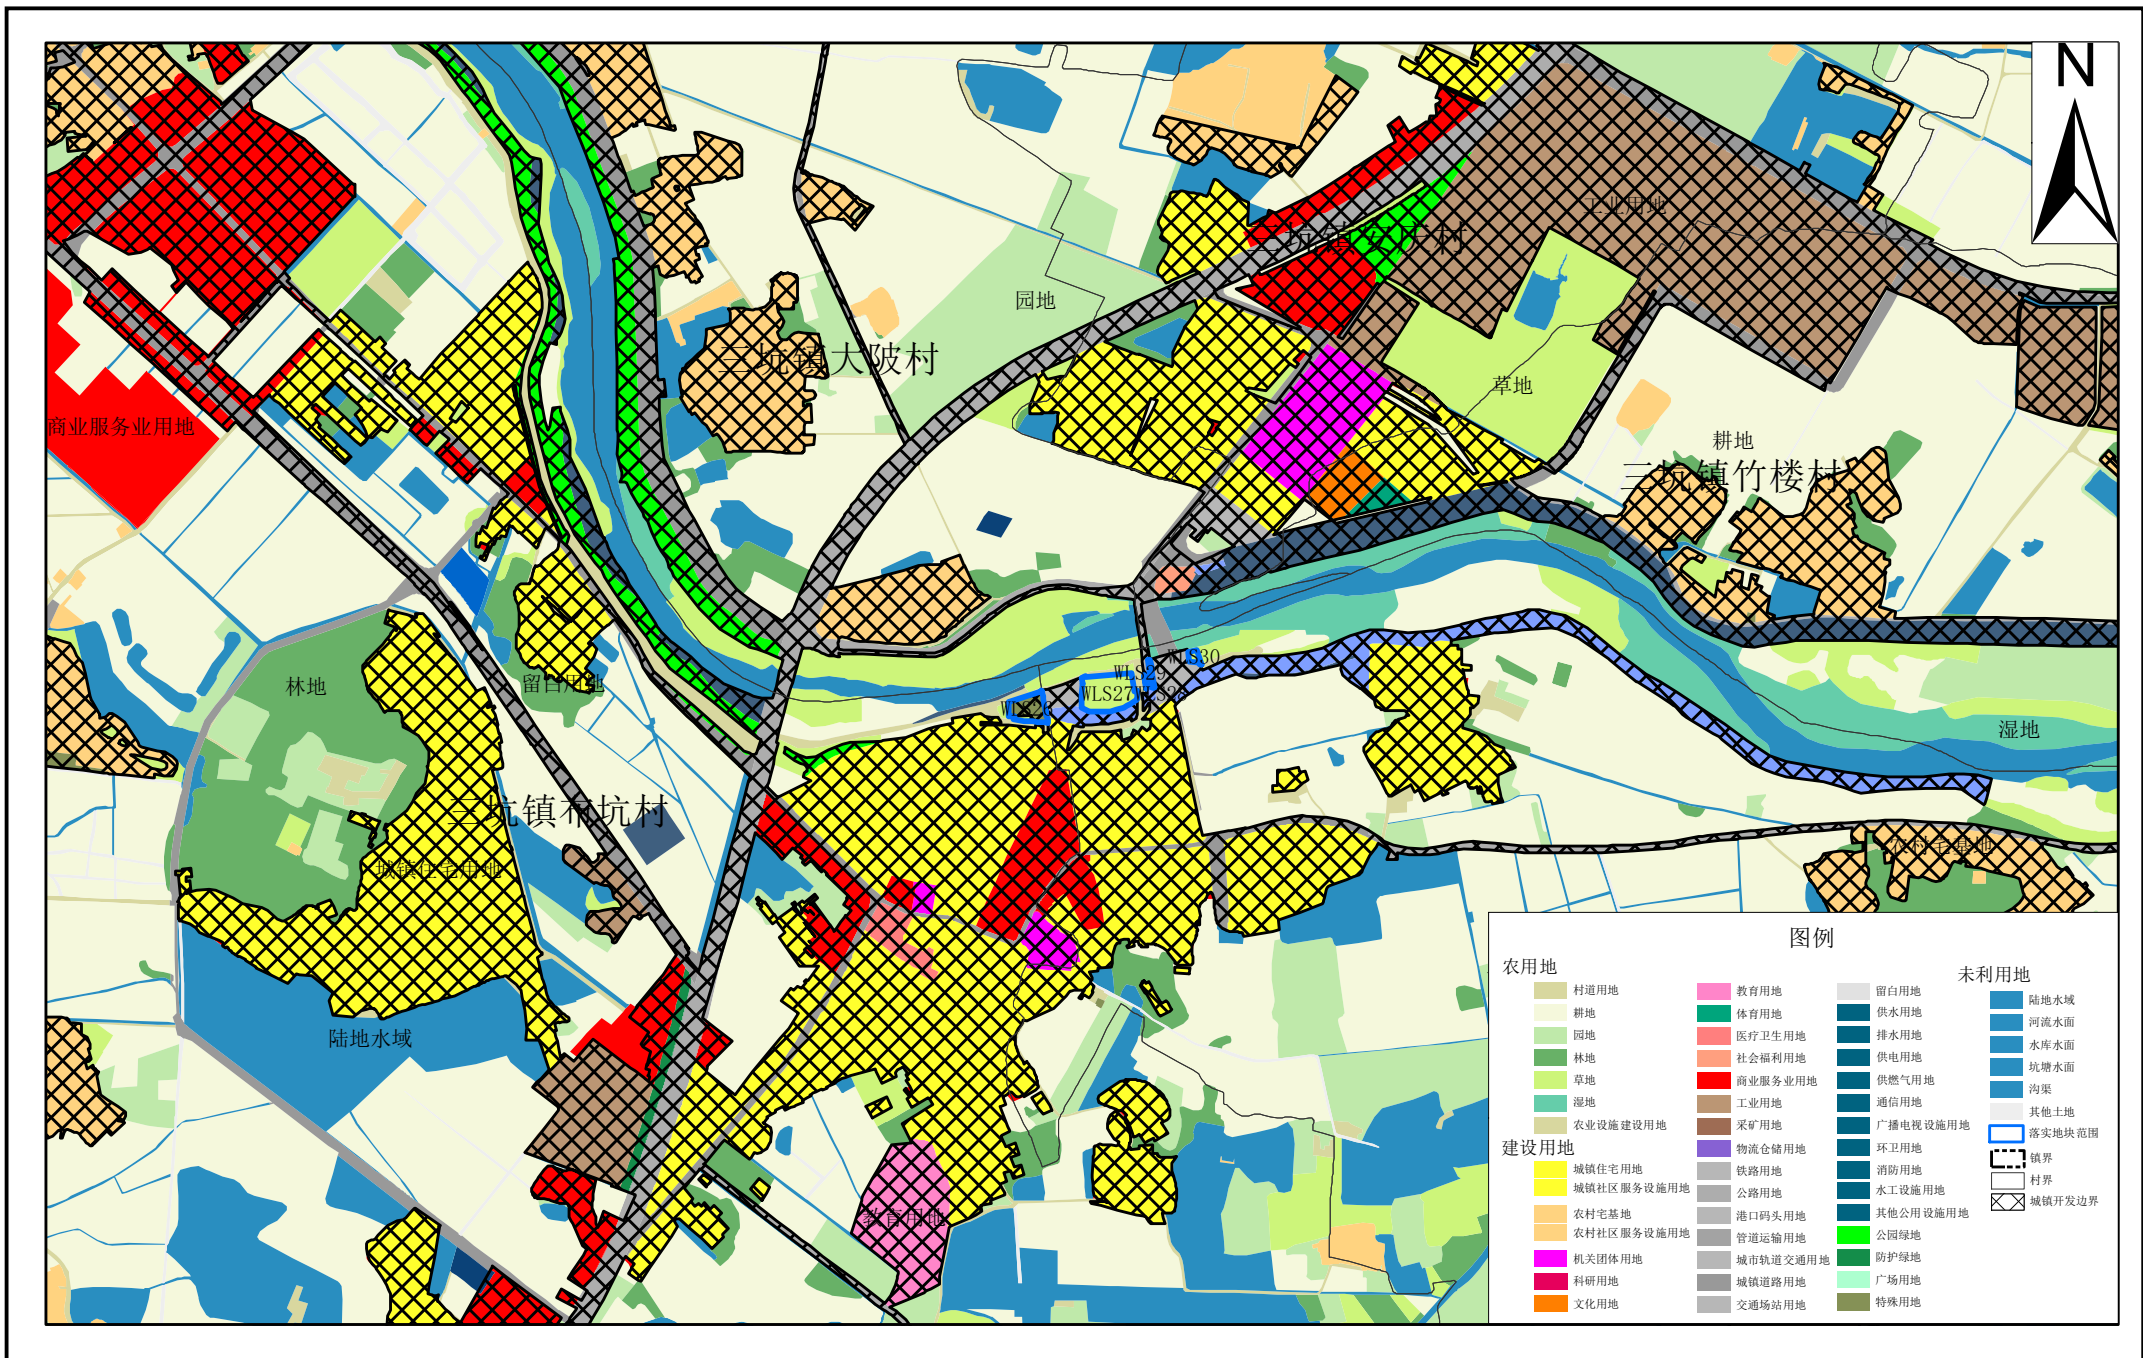 N
工业用地
三坑镇安庆村
园地
三坑镇大陂村
草地
商业服务业用地
耕地
三坑镇竹楼村
WLS30
WLS29
林地
留白用地
WLS27
WLS28
WLS26
湿地
三坑镇布坑村
农村宅基地
城镇住宅用地
陆地水域
教育用地
图例
农用地
村道用地
耕地
园地
林地
草地
湿地
农业设施建设用地
建设用地
城镇住宅用地
城镇社区服务设施用地
农村宅基地
农村社区服务设施用地
机关团体用地
科研用地
文化用地
教育用地
体育用地
医疗卫生用地
社会福利用地
商业服务业用地
工业用地
采矿用地
物流仓储用地
铁路用地
公路用地
港口码头用地
管道运输用地
城市轨道交通用地
城镇道路用地
交通场站用地
留白用地
供水用地
排水用地
供电用地
供燃气用地
通信用地
广播电视设施用地
环卫用地
消防用地
水工设施用地
其他公用设施用地
公园绿地
防护绿地
广场用地
特殊用地
未利用地
陆地水域
河流水面
水库水面
坑塘水面
沟渠
其他土地
落实地块范围
镇界
村界
城镇开发边界